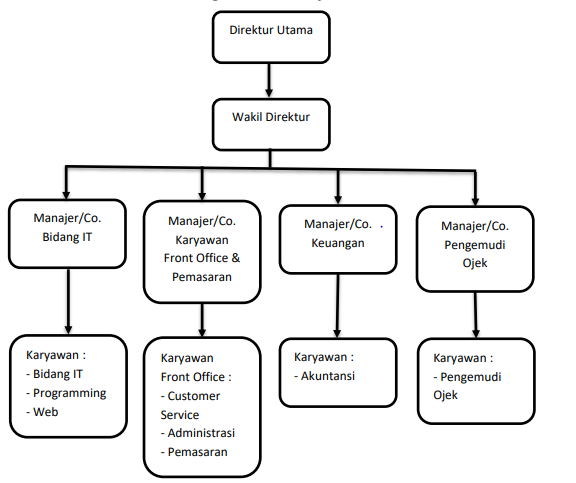 Direktur Utama
Wakil Direktur
Manajer/Co.
Bidang IT
Manajer/Co.
Karyawan
Front Office &
Pemasaran
Manajer/Co. .
Keuangan
Manajer/Co.
Pengemudi
Ojek
Karyawan :
- Bidang IT
- Programming
- Web
Karyawan
Front Office :
- Customer
Service
- Administrasi
- Pemasaran
Karyawan :
- Akuntansi
Karyawan :
- Pengemudi
Ojek